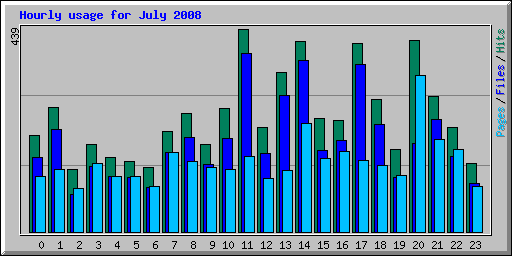 Hourly usage for July 2008
439
Pages / Files / Hits
0 1 2 3 4 5 6 7 8 9 10 11 12 13 14 15 16 17 18 19 20 21 22 23